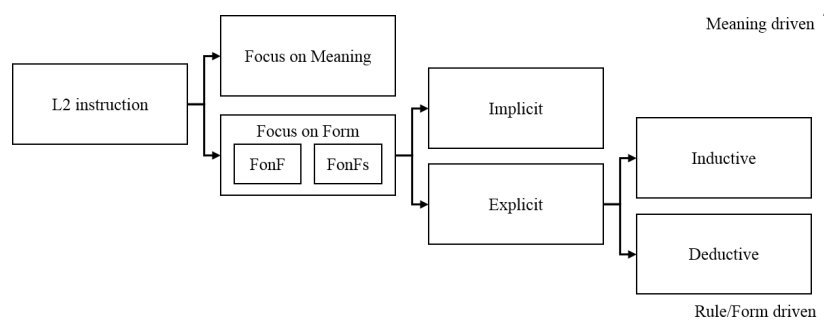 Meaning driven
L2 instruction
Focus on Meaning
Focus on Form
FonF
FonFs
Implicit
Explicit
Inductive
Deductive
Rule/Form driven